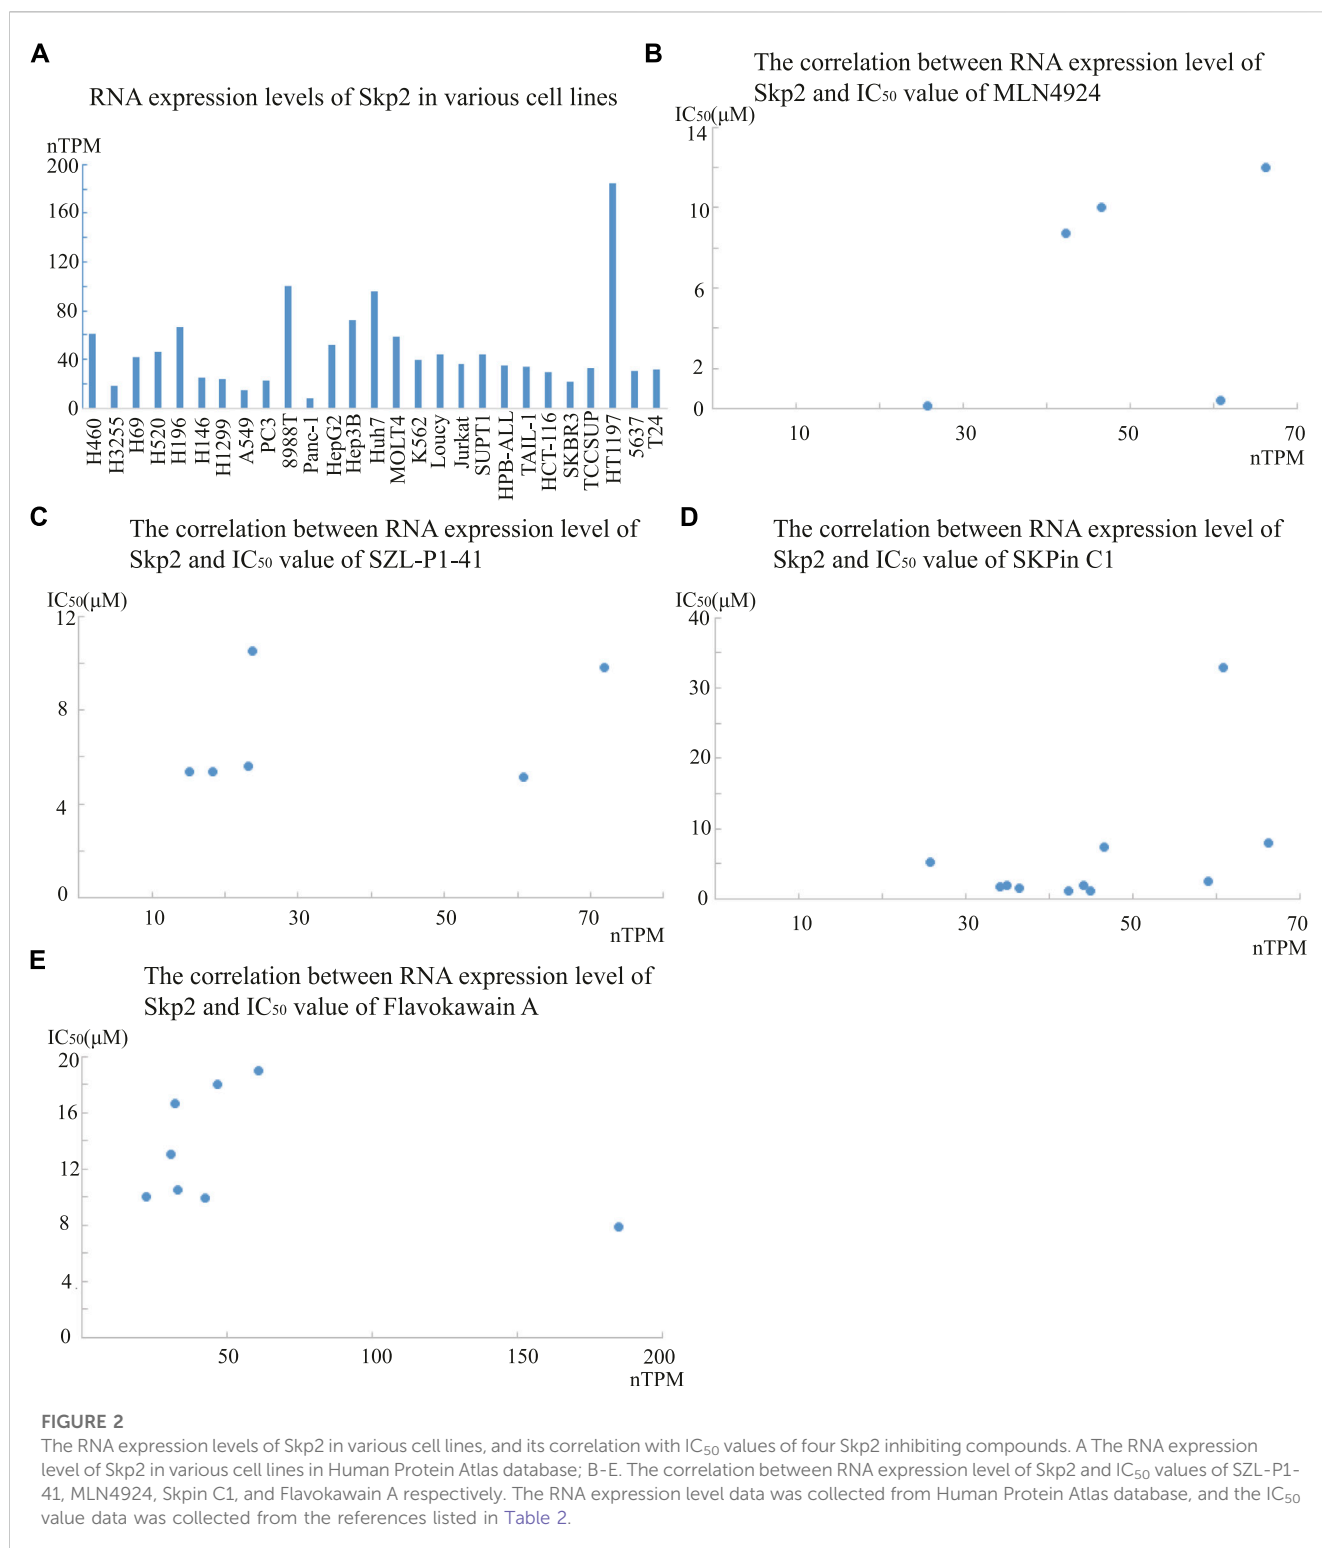 A
RNA expression levels of Skp2 in various cell lines
nTPM
200
160
120
80
40
0
H460
H3255
H69
H520
H196
H146
H1299
A549
PC3
8988T
Panc-1
HepG2
Hep3B
Huh7
MOLT4
K562
Loucy
Jurkat
SUPT1
HPB-ALL
TAIL-1
HCT-116
SKBR3
TCCSUP
HT1197
5637
T24
B
The correlation between RNA expression level of
Skp2 and IC50 value of MLN4924
IC50(μM)
14
10
6
2
0
10 30 50 70
nTPM
C
The correlation between RNA expression level of
Skp2 and IC50 value of SZL-P1-41
IC50(μM)
12
8
4
0
10 30 50 70
nTPM
D
The correlation between RNA expression level of
Skp2 and IC50 value of SKPin C1
IC50(μM)
40
30
20
10
0
10 30 50 70
nTPM
E
The correlation between RNA expression level of
Skp2 and IC50 value of Flavokawain A
IC50(μM)
20
16
12
8
4
0
50 100 150 200
nTPM
FIGURE 2
The RNA expression levels of Skp2 in various cell lines, and its correlation with IC50 values of four Skp2 inhibiting compounds. A The RNA expression
level of Skp2 in various cell lines in Human Protein Atlas database; B-E. The correlation between RNA expression level of Skp2 and IC50 values of SZL-P1-
41, MLN4924, Skpin C1, and Flavokawain A respectively. The RNA expression level data was collected from Human Protein Atlas database, and the IC50
value data was collected from the references listed in Table 2.